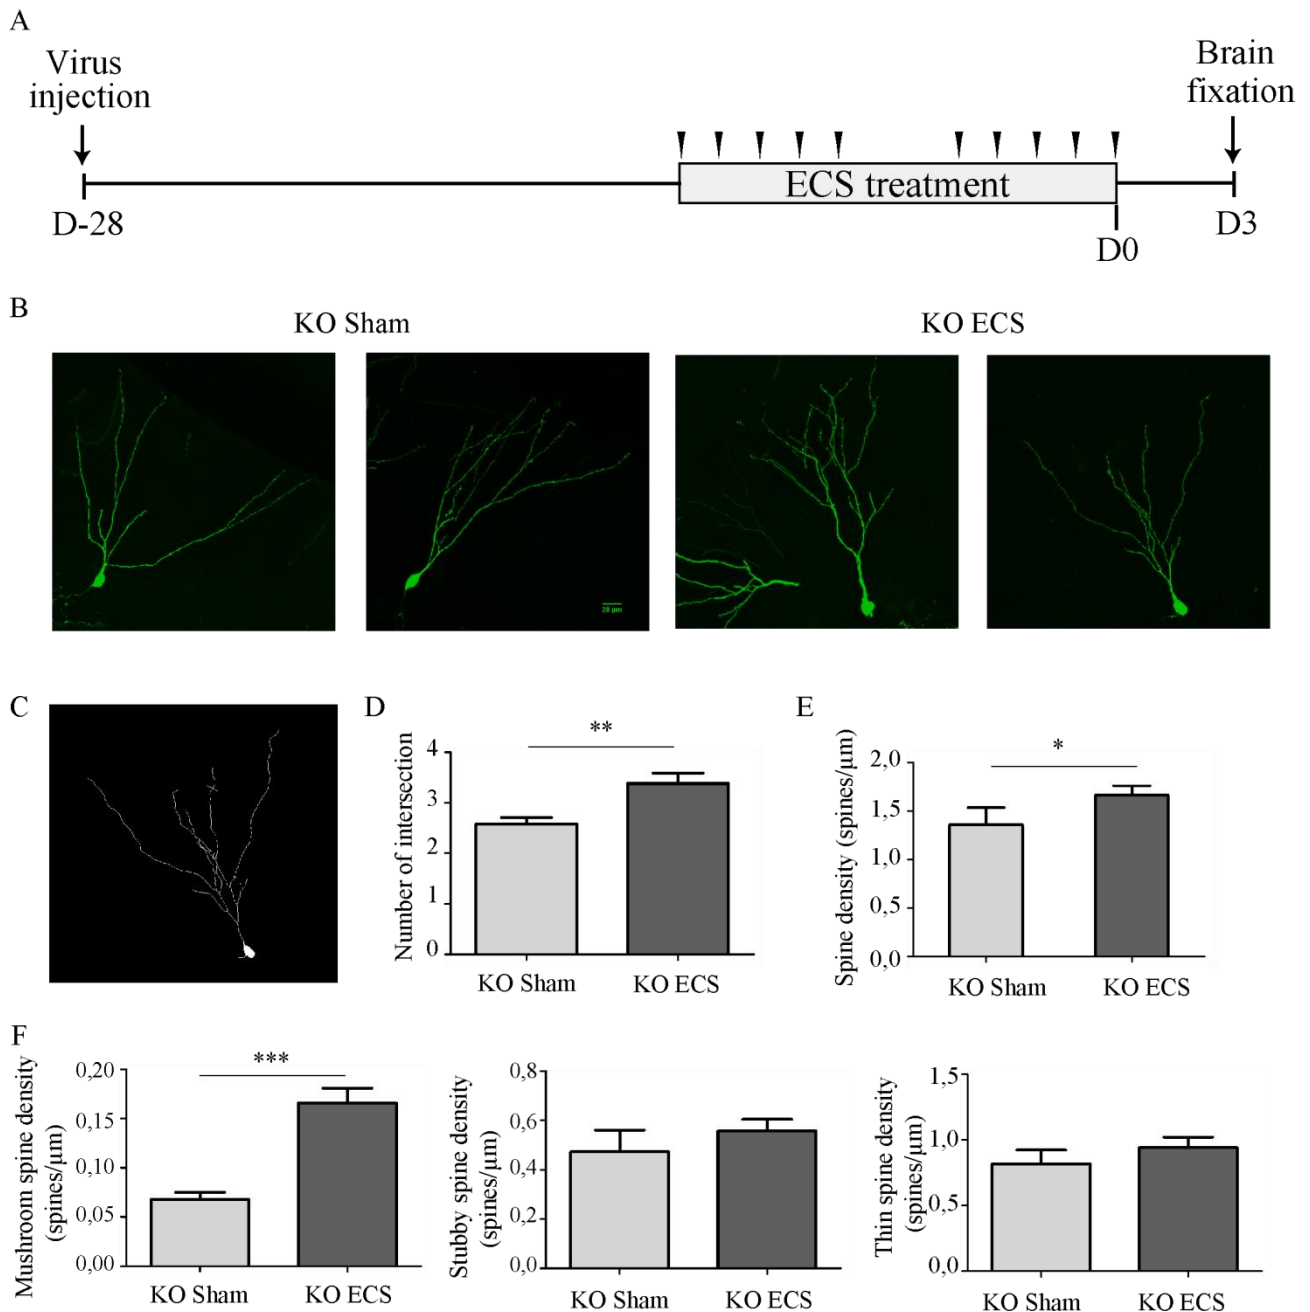 A
Virus
injection
Brain
fixation
ECS treatment
D-28
D0
D3
B
KO Sham
KO ECS
20 µm
C
D
**
Number of intersection
4
3
2
1
0
KO Sham
KO ECS
E
*
Spine density (spines/µm)
2,0
1,5
1,0
0,5
0,0
KO Sham
KO ECS
F
***
Mushroom spine density
(spines/µm)
0,20
0,15
0,10
0,05
0,00
KO Sham
KO ECS
Stubby spine density
(spines/µm)
0,8
0,6
0,4
0,2
0,0
KO Sham
KO ECS
Thin spine density
(spines/µm)
1,5
1,0
0,5
0,0
KO Sham
KO ECS